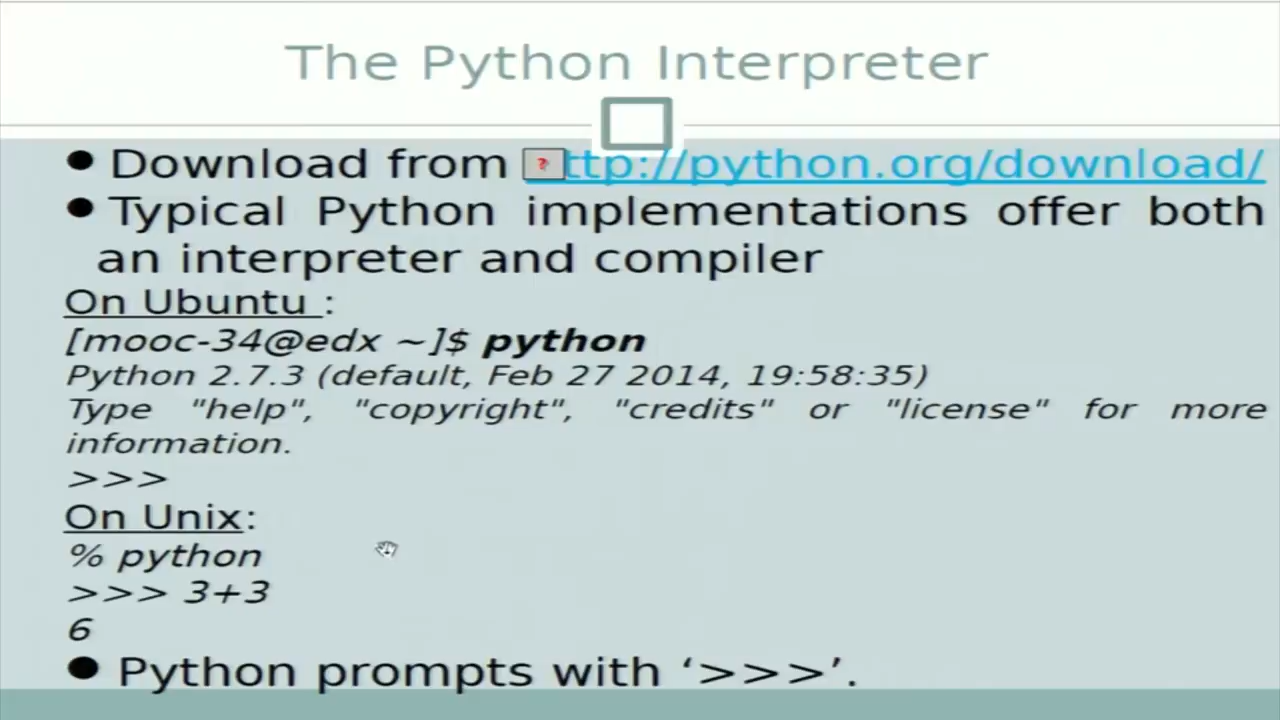 The Python Interpreter
● Download from ttp://python.org/download/
● Typical Python implementations offer both
an interpreter and compiler
On Ubuntu :
[mooc-34@edx ~]$ python
Python 2.7.3 (default, Feb 27 2014, 19:58:35)
Type "help", "copyright", "credits" or "license" for more
information.
>>>
On Unix:
% python
>>> 3+3
6
● Python prompts with ‘>>>’.